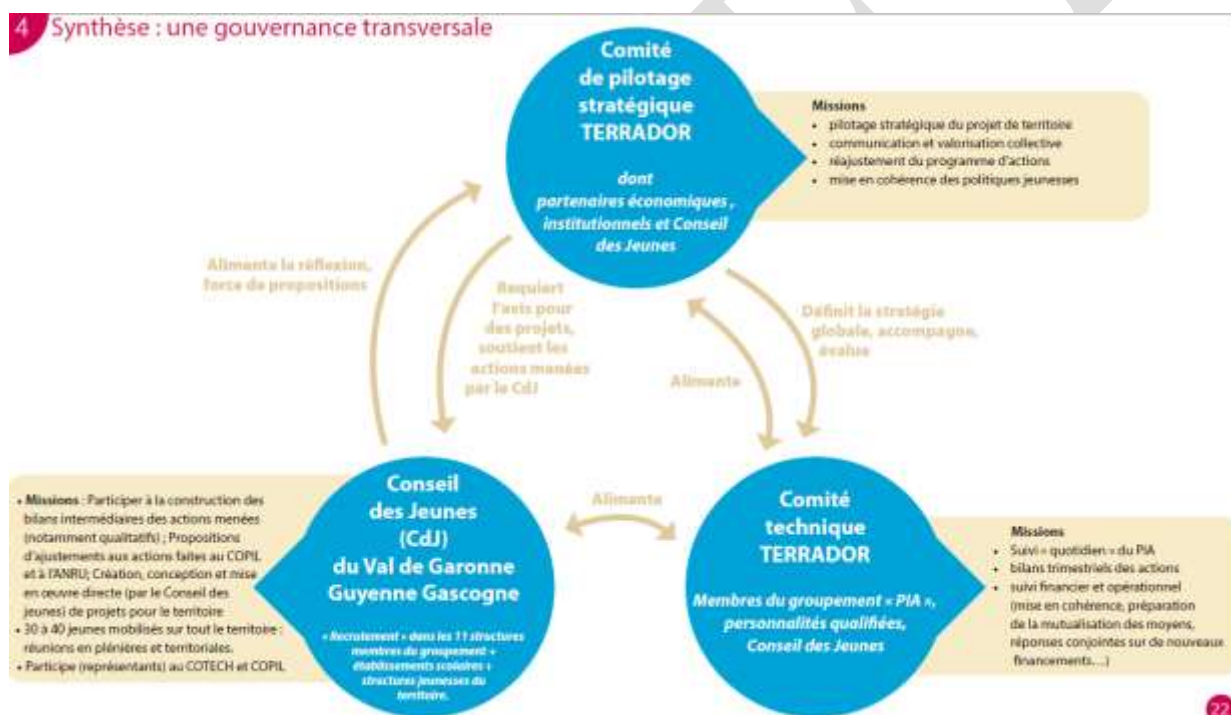 4 Synthèse : une gouvernance transversale
Comité
de pilotage
stratégique
TERRADOR
dont
partenaires économiques ,
institutionnels et Conseil
des Jeunes
Missions
• pilotage stratégique du projet de territoire
• communication et valorisation collective
• réajustement du programme d'actions
• mise en cohérence des politiques jeunesses
Alimente la réflexion,
force de propositions
Requiert
l'avis pour
des projets,
soutient les
actions manées
par le CdJ
Alimente
Définit la stratégie
globale, accompagne,
évalue
• Missions : Participer à la construction des
bilans intermédiaires des actions menées
(notamment qualitatifs) ; Propositions
d'ajustements aux actions faites au COPIL
et à l'ANRU; Création, conception et mise
en œuvre directe (par le Conseil des
jeunes) de projets pour le territoire
• 30 à 40 jeunes mobilisés sur tout le territoire :
réunions en plénières et territoriales.
• Participe (représentants) au COTECH et COPIL
Conseil
des Jeunes
(CdJ)
du Val de Garonne
Guyenne Gascogne
« Recrutement » dans les 11 structures
membres du groupement +
établissements scolaires +
structures jeunesses du
territoire.
Alimente
Comité
technique
TERRADOR
Membres du groupement « PIA »,
personnalités qualifiées,
Conseil des Jeunes
Missions
• Suivi « quotidien » du PIA
• bilans trimestriels des actions
• suivi financier et opérationnel
(mise en cohérence, préparation
de la mutualisation des moyens,
réponses conjointes sur de nouveaux
financements…)
22